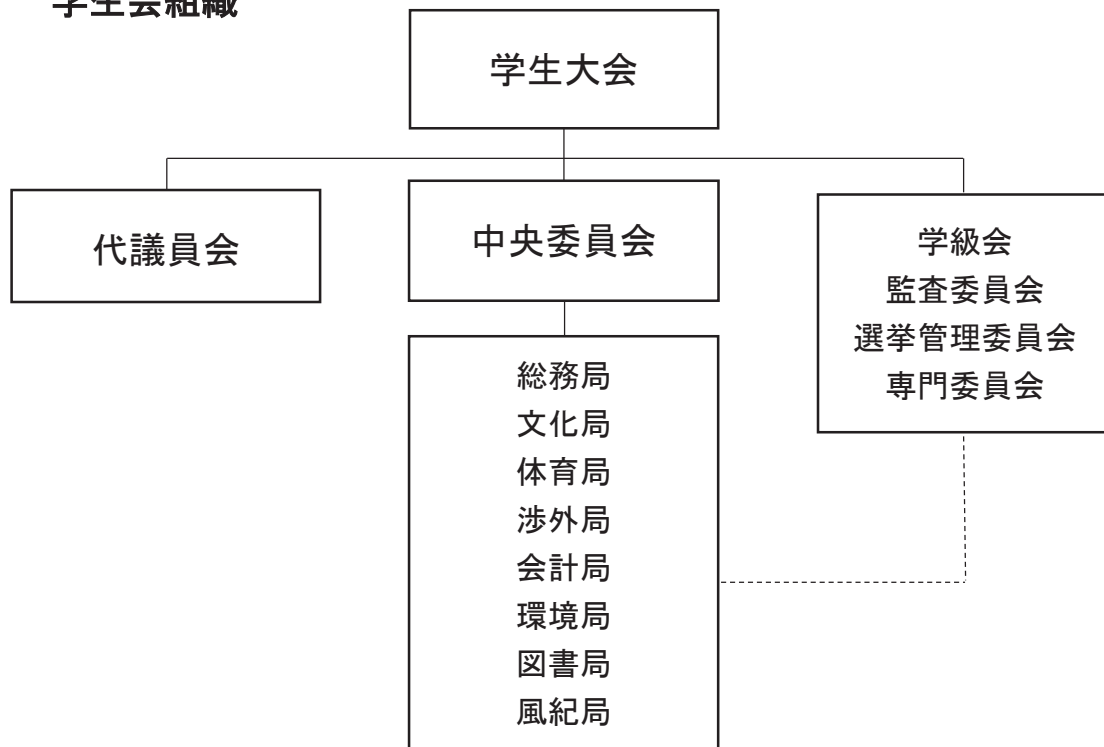 学生会組織
学生大会
代議員会
中央委員会
学級会
監査委員会
選挙管理委員会
専門委員会
総務局
文化局
体育局
渉外局
会計局
環境局
図書局
風紀局